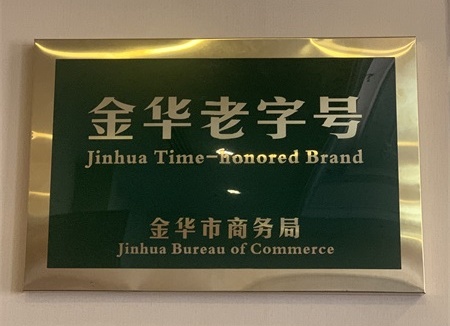 金华老字号
Jinhua Time-honored Brand
金华市商务局
Jinhua Bureau of Commerce